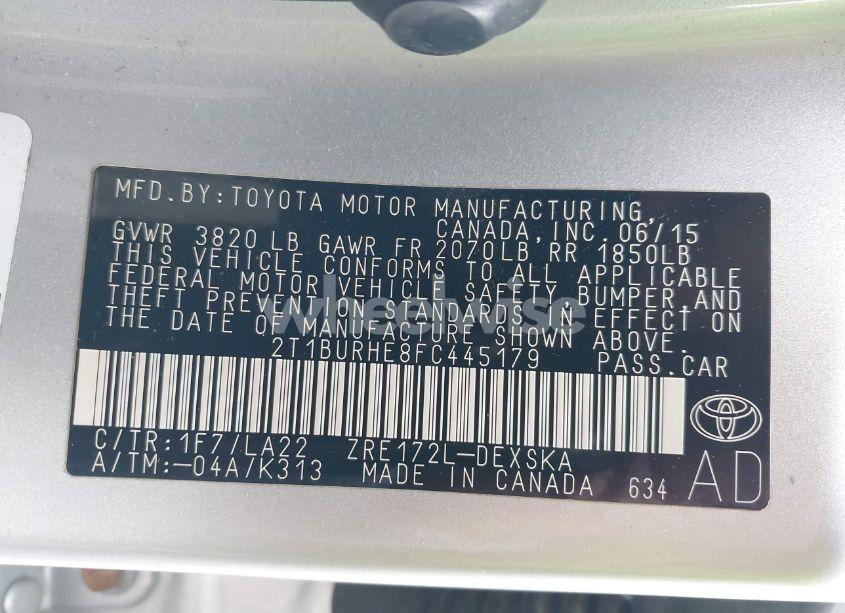 MFD.BY:TOYOTA MOTOR MANUFACTURING,
CANADA, INC. 06/15
GVWR 3820 LB GAWR FR 2070LB RR 1850LB
THIS VEHICLE CONFORMS TO ALL APPLICABLE
FEDERAL MOTOR VEHICLE SAFETY, BUMPER, AND
THEFT PREVENTION STANDARDS IN EFFECT ON
THE DATE OF MANUFACTURE SHOWN ABOVE.
wheelwise
2T1BURHE8FC445179 PASS.CAR
C/TR:1F7/LA22 ZRE172L-DEXSKA
A/TM:-04A/K313 MADE IN CANADA 634 AD